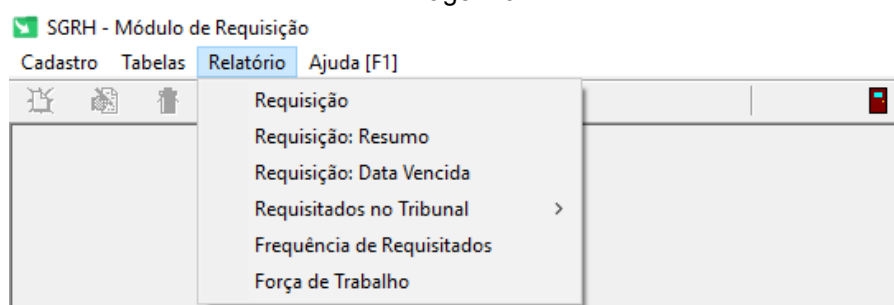 SGRH - Módulo de Requisição
Cadastro Tabelas Relatório Ajuda [F1]
Requisição
Requisição: Resumo
Requisição: Data Vencida
Requisitados no Tribunal >
Frequência de Requisitados
Força de Trabalho